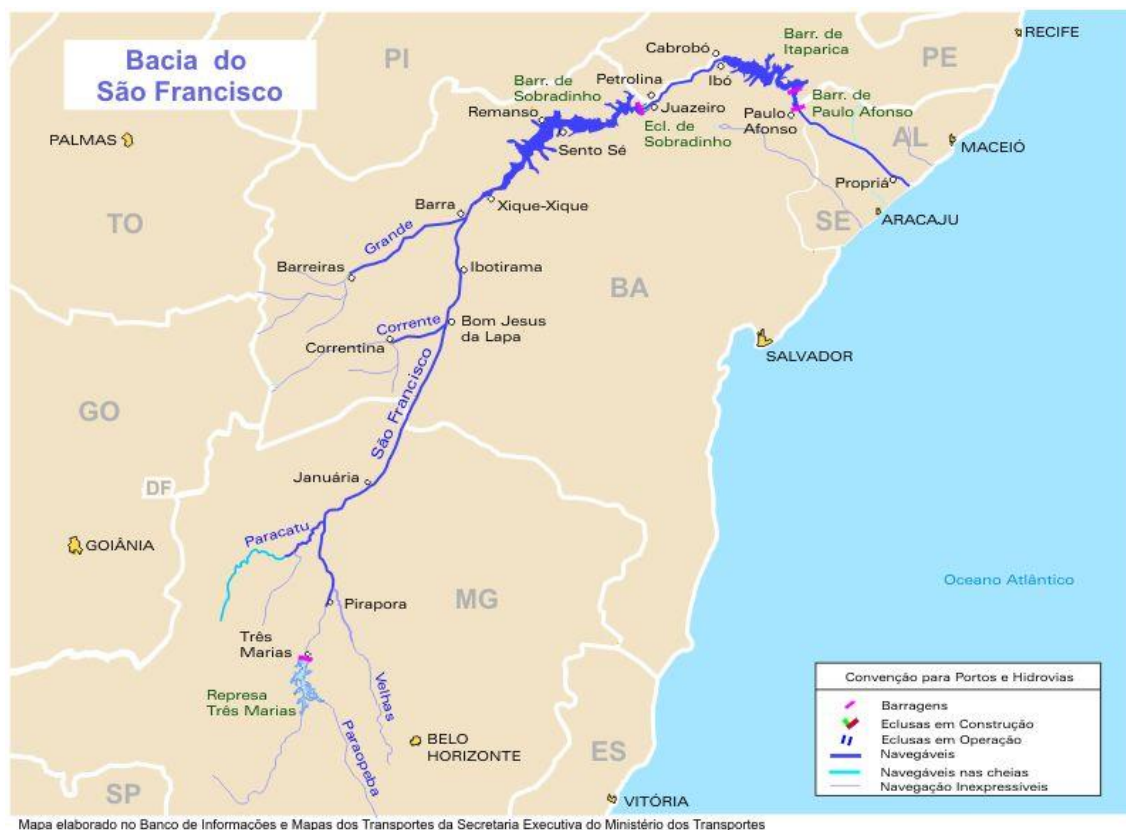 Bacia do
São Francisco
PI
PE
RECIFE
Cabrobó
Barr. de
Itaparica
Ibó
Petrolina
Barr. de
Sobradinho
Remanso
Juazeiro
Ecl. de
Sobradinho
Sento Sé
Paulo
Afonso
Barr. de
Paulo Afonso
AL
MACEIÓ
PALMAS
Propriá
SE
ARACAJU
TO
Barra
Xique-Xique
Grande
Barreiras
Ibotirama
BA
Corrente
Correntina
Bom Jesus
da Lapa
SALVADOR
São Francisco
GO
DF
Januária
GOIÂNIA
Paracatu
Pirapora
MG
Oceano Atlântico
Três
Marias
Represa
Três Marias
Velhas
Paraopeba
BELO
HORIZONTE
ES
SP
VITÓRIA
Convenção para Portos e Hidrovias
Barragens
Eclusas em Construção
Eclusas em Operação
Navegáveis
Navegáveis nas cheias
Navegação Inexpressíveis
Mapa elaborado no Banco de Informações e Mapas dos Transportes da Secretaria Executiva do Ministério dos Transportes